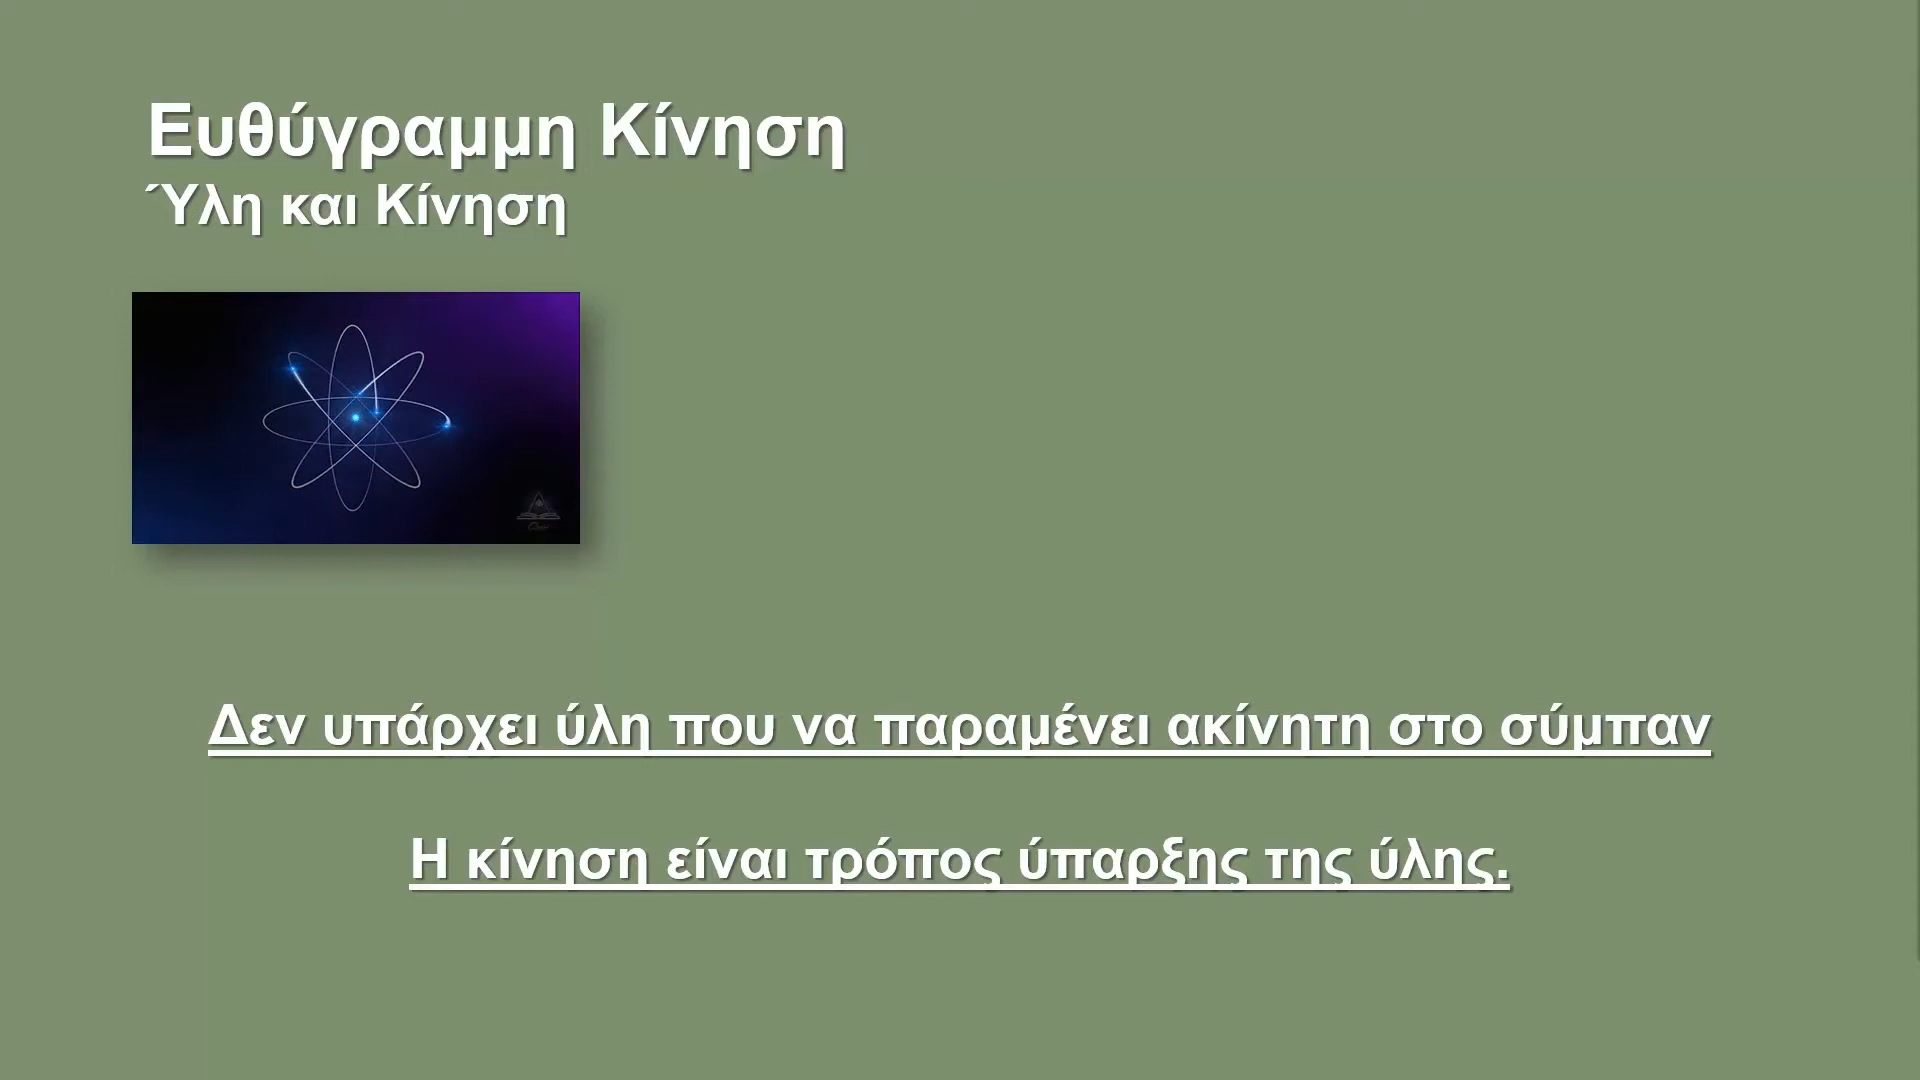 Ευθύγραμμη Κίνηση
Ύλη και Κίνηση
Δεν υπάρχει ύλη που να παραμένει ακίνητη στο σύμπαν
Η κίνηση είναι τρόπος ύπαρξης της ύλης.